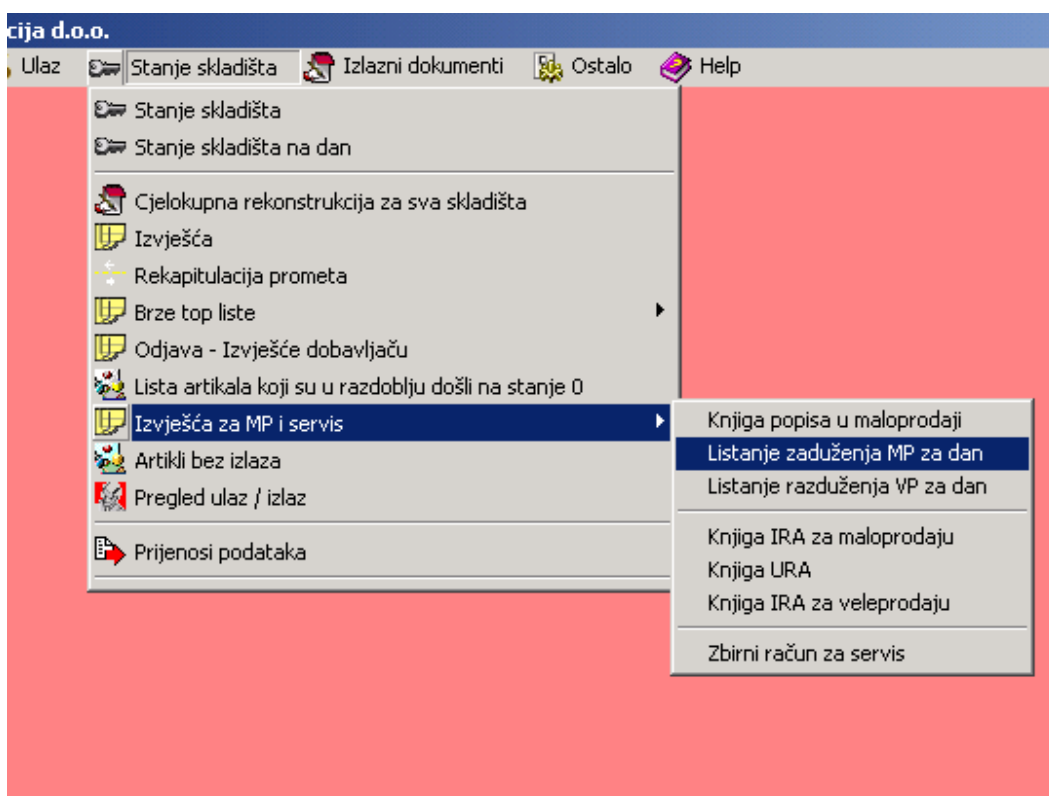 cija d.o.o.
Ulaz Stanje skladišta Izlazni dokumenti Ostalo Help
Stanje skladišta
Stanje skladišta na dan
Cjelokupna rekonstrukcija za sva skladišta
Izvješća
Rekapitulacija prometa
Brze top liste
Odjava - Izvješće dobavljaču
Lista artikala koji su u razdoblju došli na stanje 0
Izvješća za MP i servis
Artikli bez izlaza
Pregled ulaz / izlaz
Prijenosi podataka
Knjiga popisa u maloprodaji
Listanje zaduženja MP za dan
Listanje razduženja VP za dan
Knjiga IRA za maloprodaju
Knjiga URA
Knjiga IRA za veleprodaju
Zbirni račun za servis